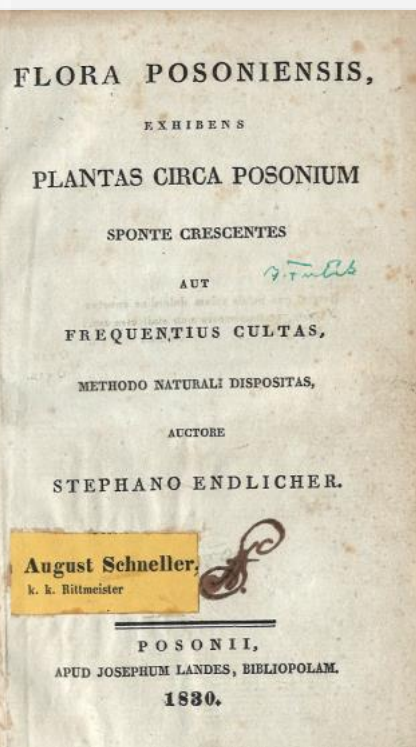 FLORA POSONIENSIS,
EXHIBENS
PLANTAS CIRCA POSONIUM
SPONTE CRESCENTES
AUT
FREQUENTIUS CULTAS,
METHODO NATURALI DISPOSITAS,
AUCTORE
STEPHANO ENDLICHER.
August Schneller,
k. k. Rittmeister
POSONII,
APUD JOSEPHUM LANDES, BIBLIOPOLAM.
1830.